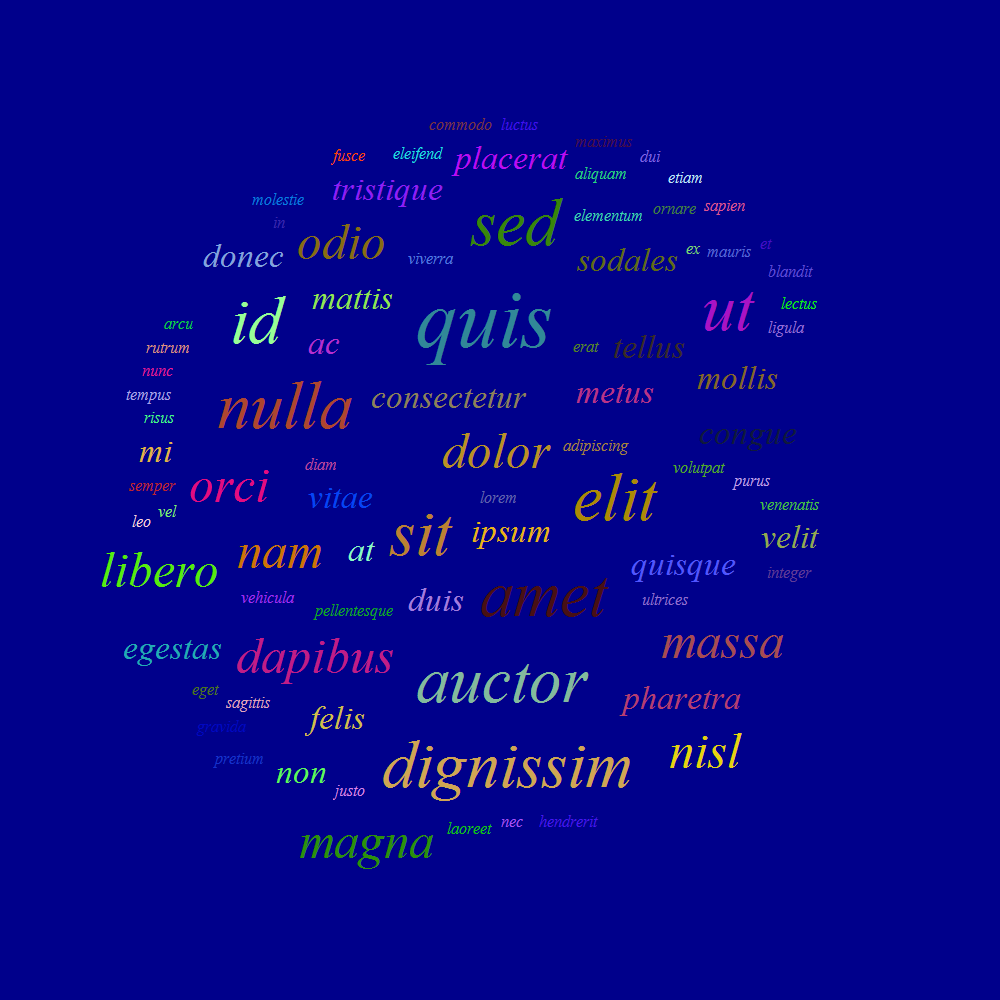 commodo luctus
maximus
fusce eleifend placerat dui
aliquam etiam
tristique
molestie
elementum ornare sapien
in sed
donec odio viverra sodales ex mauris et
blandit
id mattis quis ut lectus
arcu ligula
rutrum ac erat tellus
nunc
tempus nulla consectetur metus mollis
risus
mi dolor adipiscing congue
semper orci diam volutpat purus
vitae lorem elit venenatis
leo vel
nam at sit ipsum velit
libero quisque integer
vehicula pellentesque duis amet ultrices
egestas dapibus massa
eget sagittis auctor pharetra
gravida felis
pretium non justo dignissim nisl
magna laoreet nec hendrerit